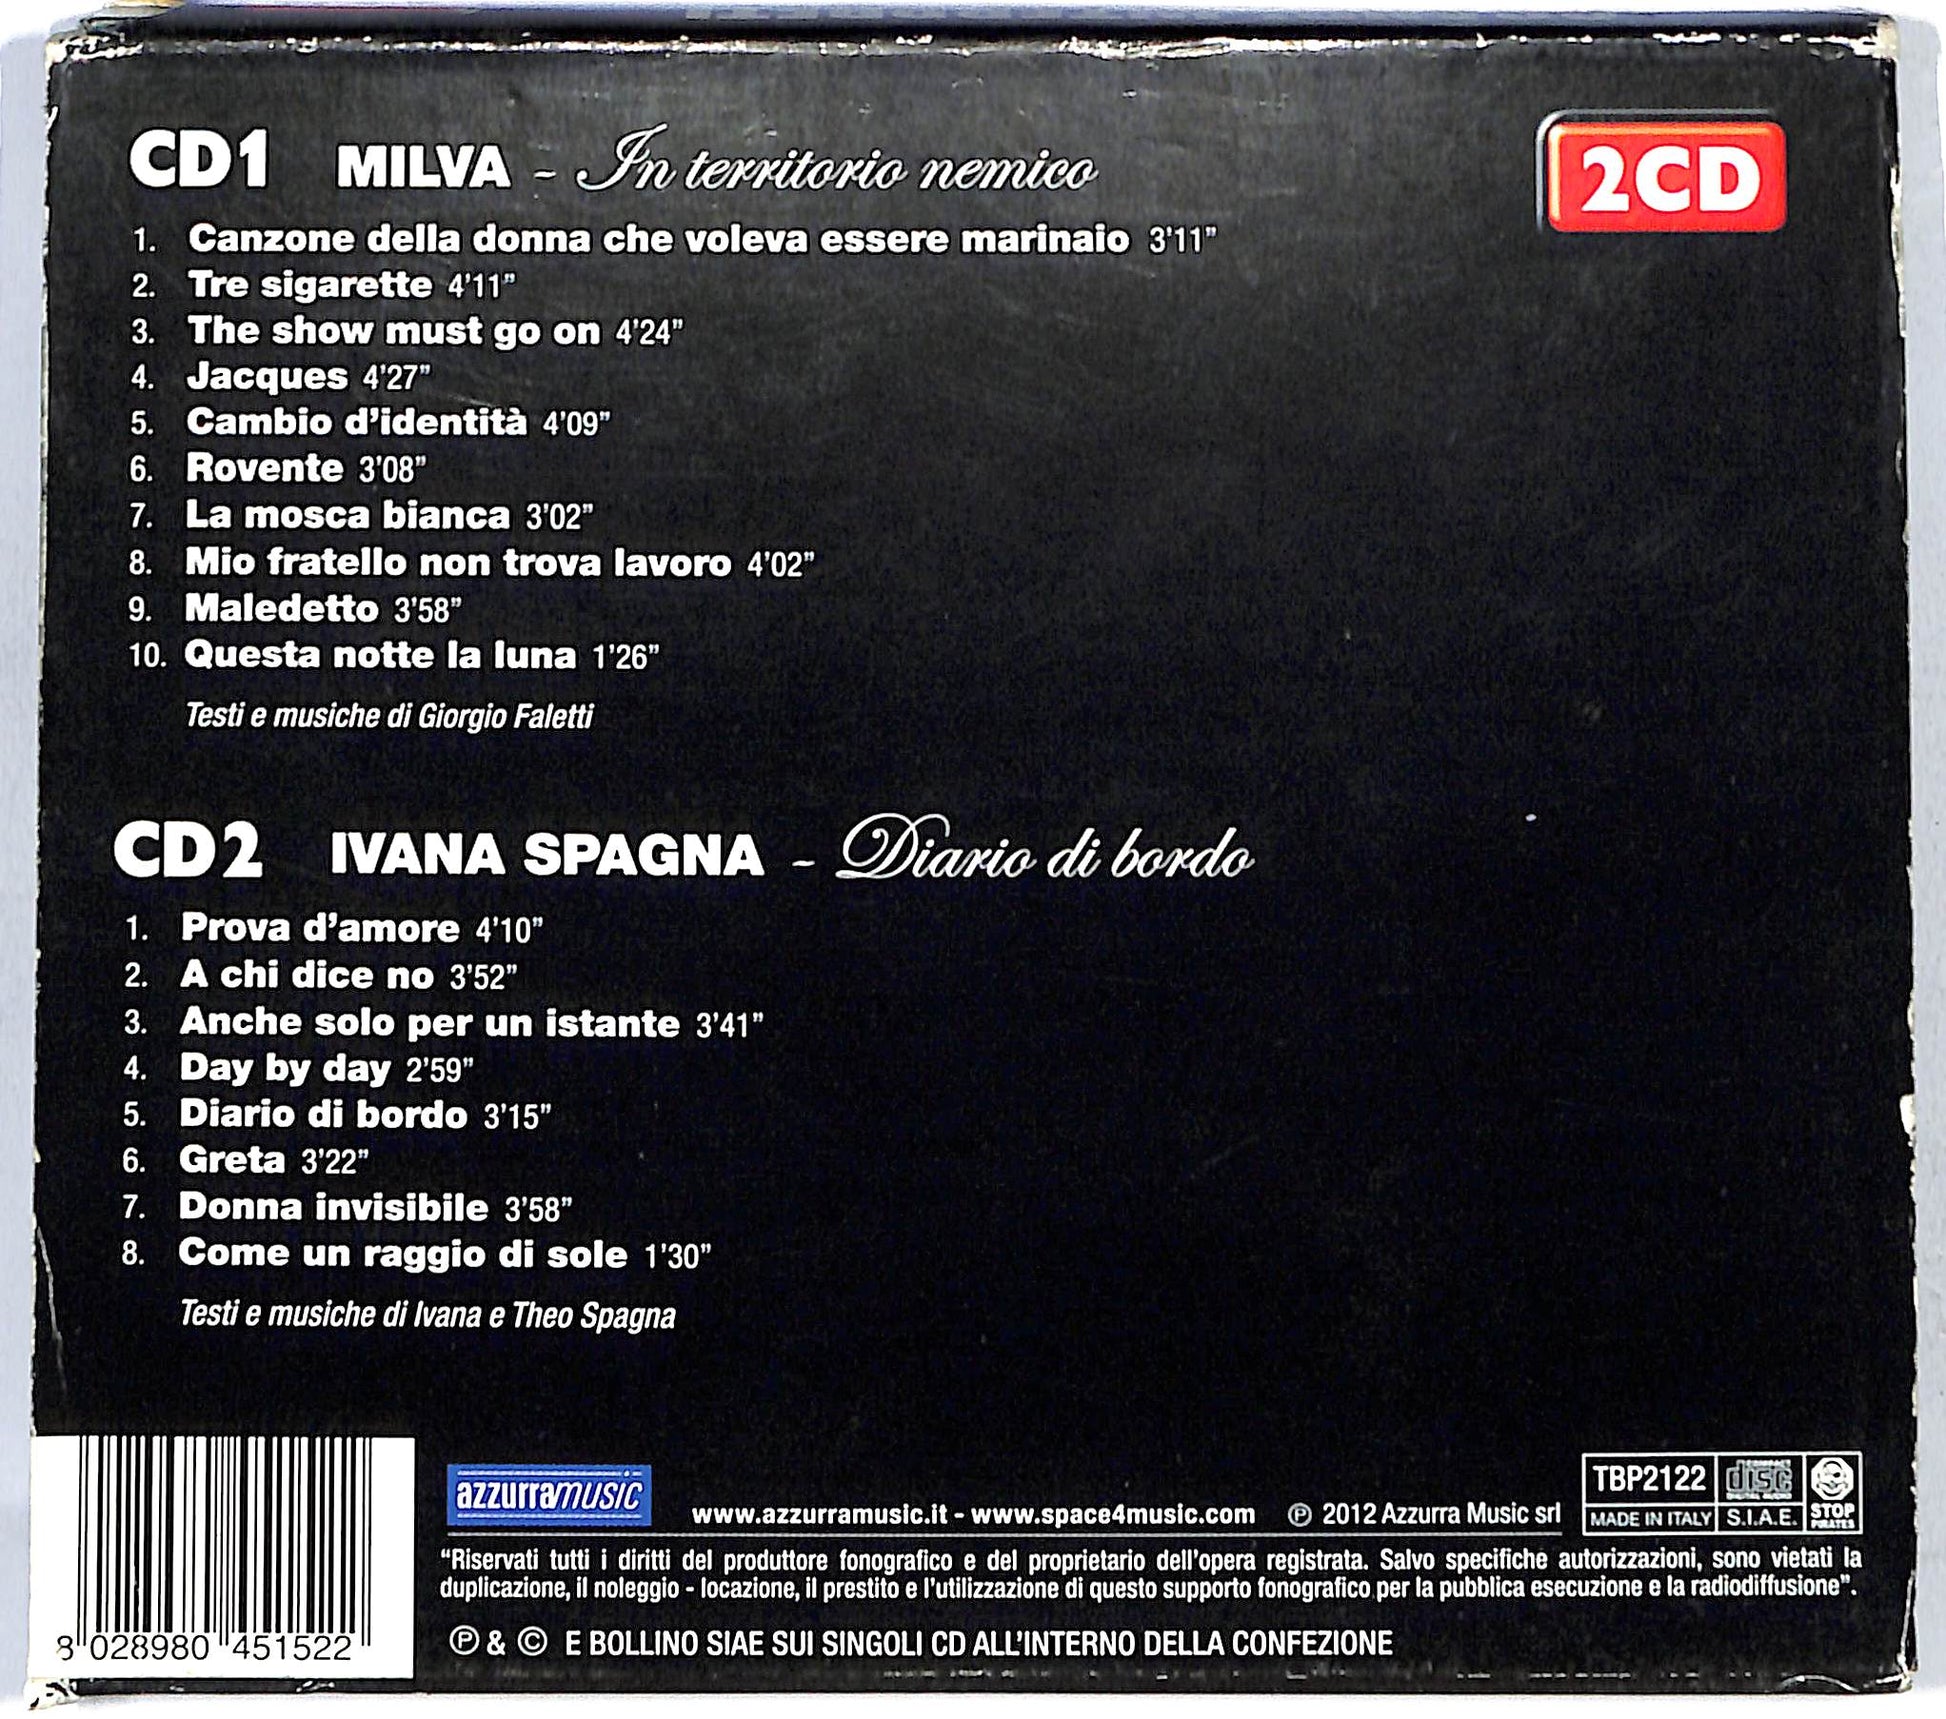 CD1 MILVA - In territorio nemico
2CD
1. Canzone della donna che voleva essere marinaio 3'11"
2. Tre sigarette 4'11"
3. The show must go on 4'24"
4. Jacques 4'27"
5. Cambio d'identità 4'09"
6. Rovente 3'08"
7. La mosca bianca 3'02"
8. Mio fratello non trova lavoro 4'02"
9. Maledetto 3'58"
10. Questa notte la luna 1'26"
Testi e musiche di Giorgio Faletti
CD2 IVANA SPAGNA - Diario di bordo
1. Prova d'amore 4'10"
2. A chi dice no 3'52"
3. Anche solo per un istante 3'41"
4. Day by day 2'59"
5. Diario di bordo 3'15"
6. Greta 3'22"
7. Donna invisibile 3'58"
8. Come un raggio di sole 1'30"
Testi e musiche di Ivana e Theo Spagna
8 028980 451522
azzurramusic
www.azzurramusic.it - www.space4music.com ℗ 2012 Azzurra Music srl
TBP2122
COMPACT disc DIGITAL AUDIO
MADE IN ITALY S.I.A.E.
STOP PIRATES
"Riservati tutti i diritti del produttore fonografico e del proprietario dell'opera registrata. Salvo specifiche autorizzazioni, sono vietati la
duplicazione, il noleggio - locazione, il prestito e l'utilizzazione di questo supporto fonografico per la pubblica esecuzione e la radiodiffusione".
℗ & © E BOLLINO SIAE SUI SINGOLI CD ALL'INTERNO DELLA CONFEZIONE